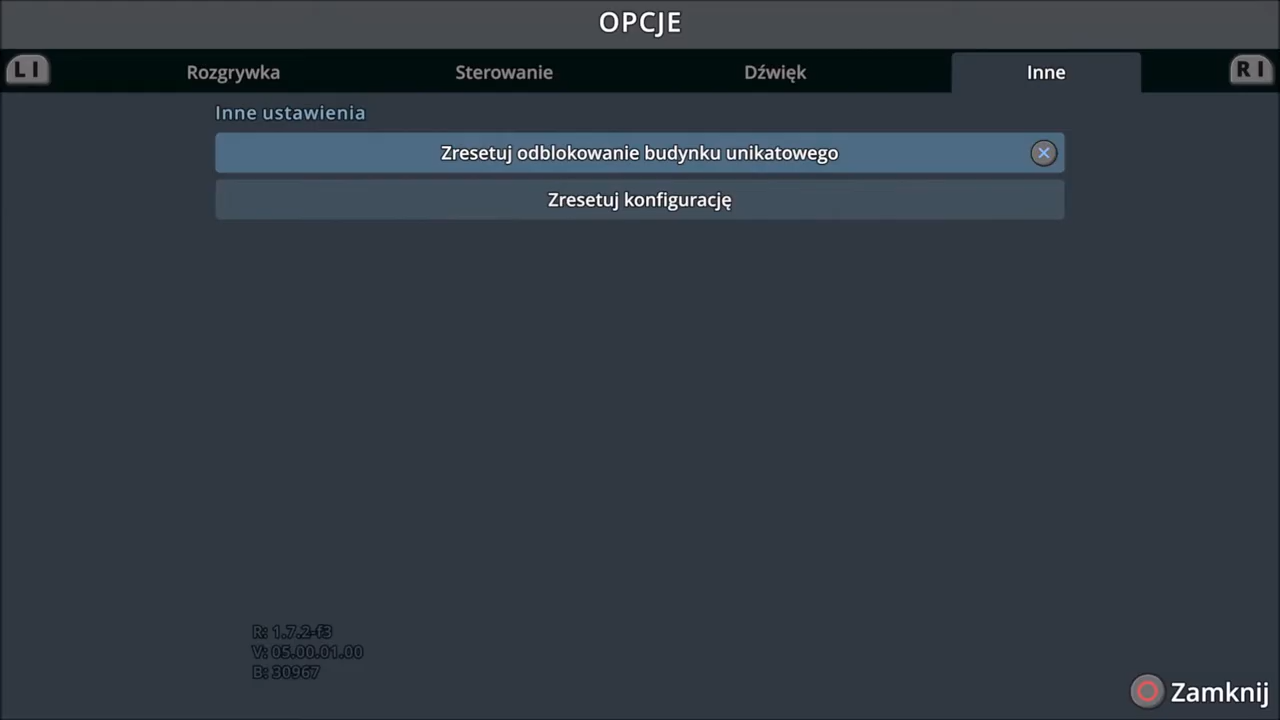 OPCJE
L1 Rozgrywka Sterowanie Dźwięk Inne R1
Inne ustawienia
Zresetuj odblokowanie budynku unikatowego
Zresetuj konfigurację
R: 1.7.2-f3
V: 05.00.01.00
B: 30967
Zamknij